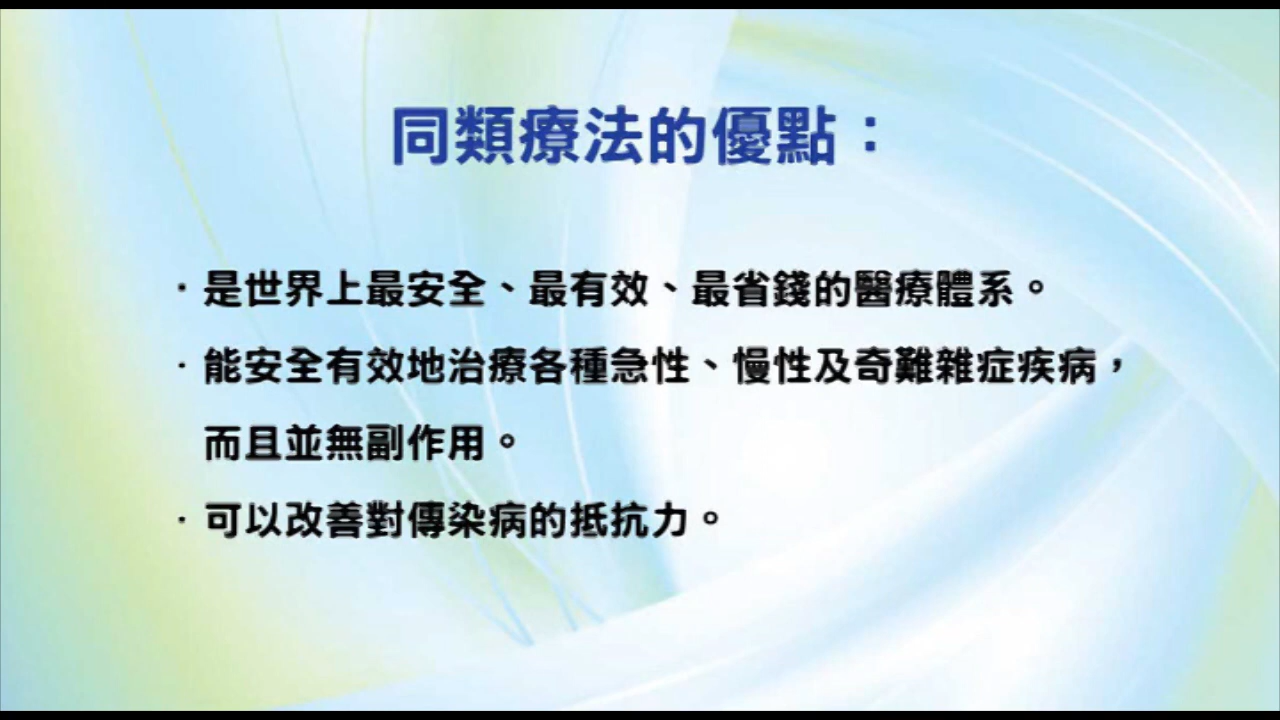 同類療法的優點：
· 是世界上最安全、最有效、最省錢的醫療體系。
· 能安全有效地治療各種急性、慢性及奇難雜症疾病，
而且並無副作用。
· 可以改善對傳染病的抵抗力。